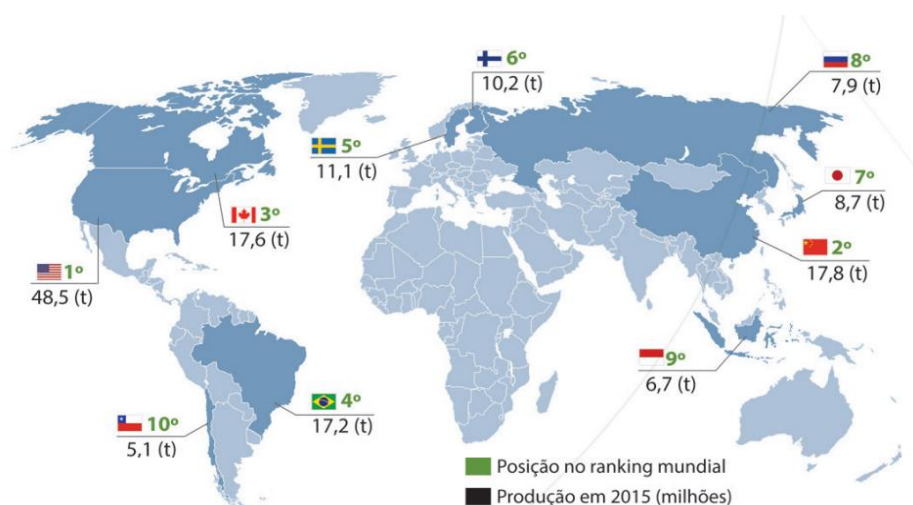 6º
10,2 (t)
8º
7,9 (t)
5º
11,1 (t)
7º
8,7 (t)
3º
17,6 (t)
2º
17,8 (t)
1º
48,5 (t)
9º
6,7 (t)
4º
17,2 (t)
10º
5,1 (t)
Posição no ranking mundial
Produção em 2015 (milhões)